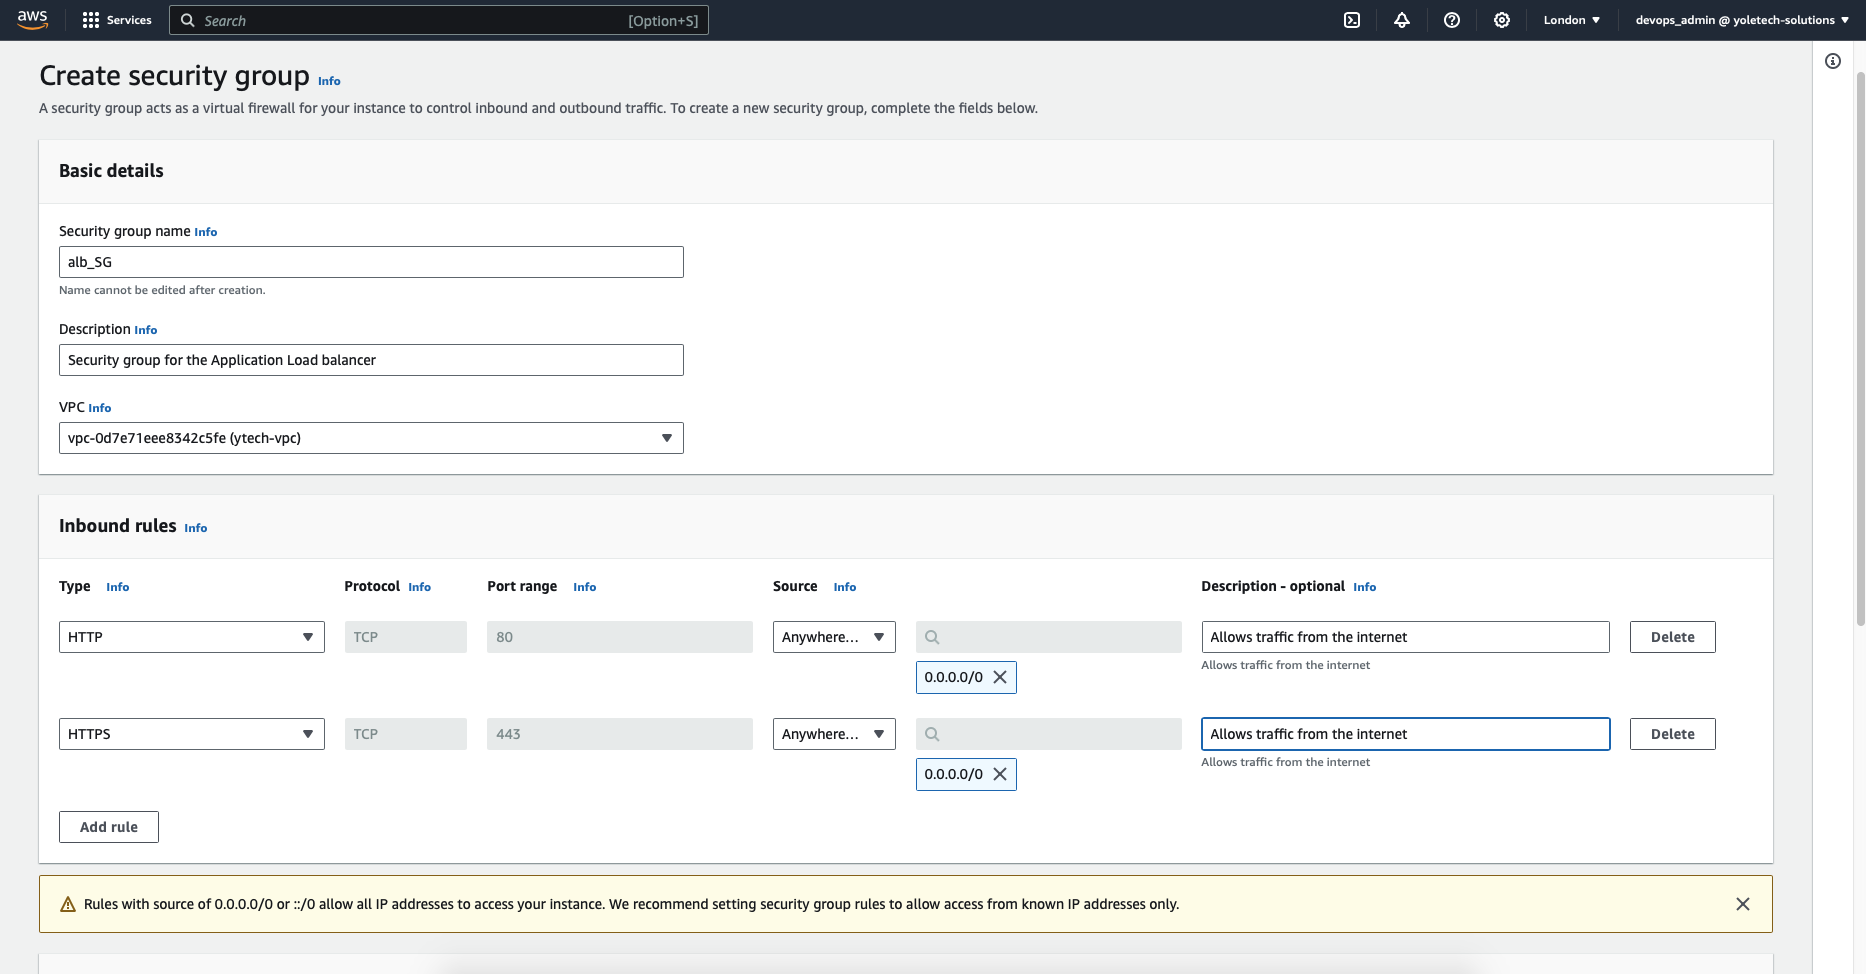 aws Services Search [Option+S] London devops_admin @ yoletech-solutions
Create security group Info
A security group acts as a virtual firewall for your instance to control inbound and outbound traffic. To create a new security group, complete the fields below.
Basic details
Security group name Info
alb_SG
Name cannot be edited after creation.
Description Info
Security group for the Application Load balancer
VPC Info
vpc-0d7e71eee8342c5fe (ytech-vpc)
Inbound rules Info
Type Info Protocol Info Port range Info Source Info Description - optional Info
HTTP TCP 80 Anywhere... Allows traffic from the internet Delete
Allows traffic from the internet
0.0.0.0/0
HTTPS TCP 443 Anywhere... Allows traffic from the internet Delete
Allows traffic from the internet
0.0.0.0/0
Add rule
Rules with source of 0.0.0.0/0 or ::/0 allow all IP addresses to access your instance. We recommend setting security group rules to allow access from known IP addresses only.